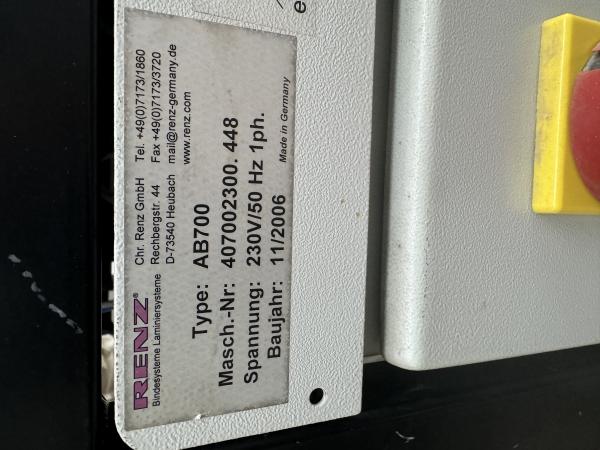 RENZ®
Bindesysteme Laminiersysteme
Chr. Renz GmbH Tel. +49(0)7173/1860
Rechbergstr. 44 Fax +49(0)7173/3720
D-73540 Heubach mail@renz-germany.de
www.renz.com
Type: AB700
Masch.-Nr: 407002300. 448
Spannung: 230V/50 Hz 1ph.
Baujahr: 11/2006
Made in Germany